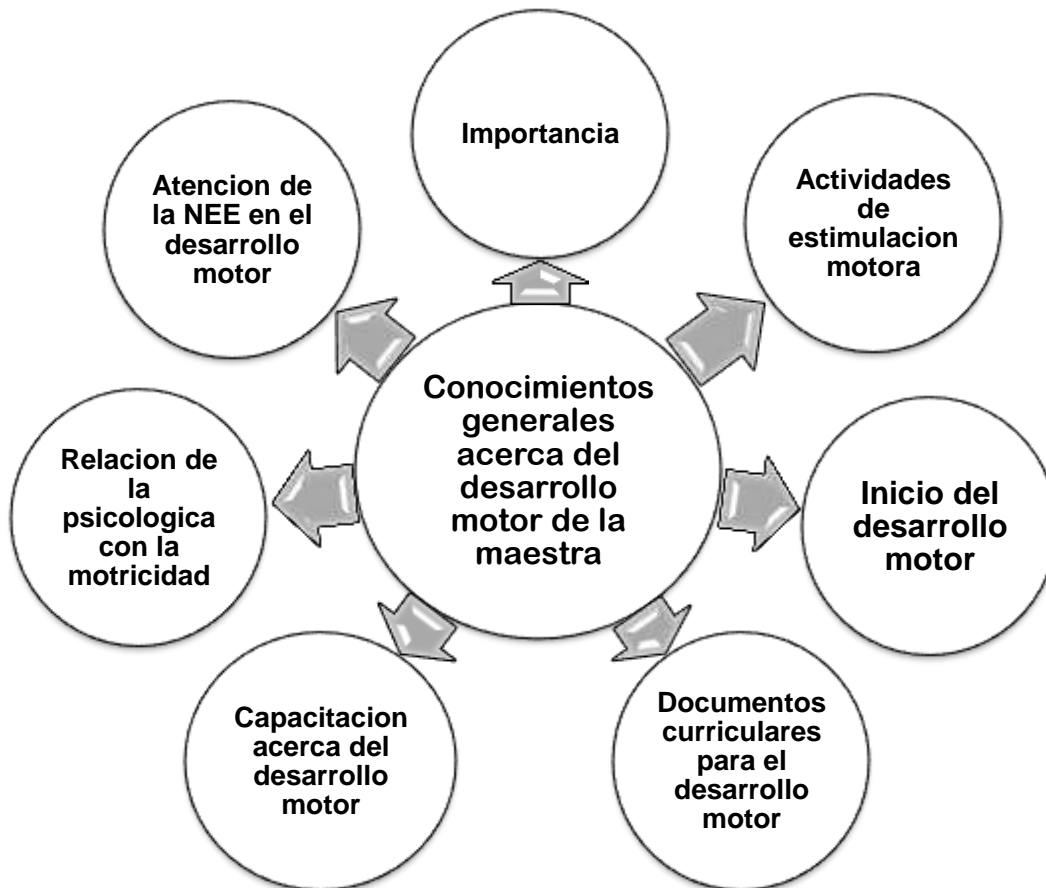 Importancia
Actividades
de
estimulacion
motora
Inicio del
desarrollo
motor
Documentos
curriculares
para el
desarrollo
motor
Capacitacion
acerca del
desarrollo
motor
Relacion de
la
psicologica
con la
motricidad
Atencion de
la NEE en el
desarrollo
motor
Conocimientos
generales
acerca del
desarrollo
motor de la
maestra